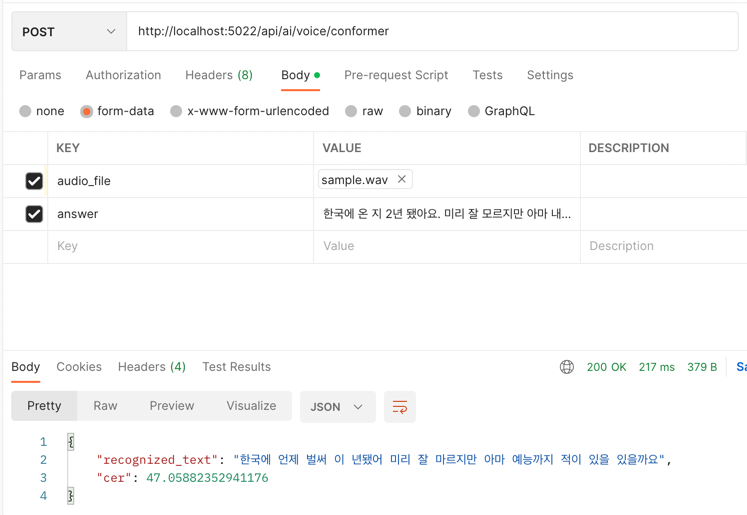 POST http://localhost:5022/api/ai/voice/conformer
Params Authorization Headers (8) Body Pre-request Script Tests Settings
none form-data x-www-form-urlencoded raw binary GraphQL
KEY VALUE DESCRIPTION
audio_file sample.wav ×
answer 한국에 온 지 2년 됐아요. 미리 잘 모르지만 아마 내...
Key Value Description
Body Cookies Headers (4) Test Results 200 OK 217 ms 379 B Sa
Pretty Raw Preview Visualize JSON
1 {
2 "recognized_text": "한국에 언제 벌써 이 년됐어 미리 잘 마르지만 아마 예능까지 적이 있을 있을까요",
3 "cer": 47.05882352941176
4 }